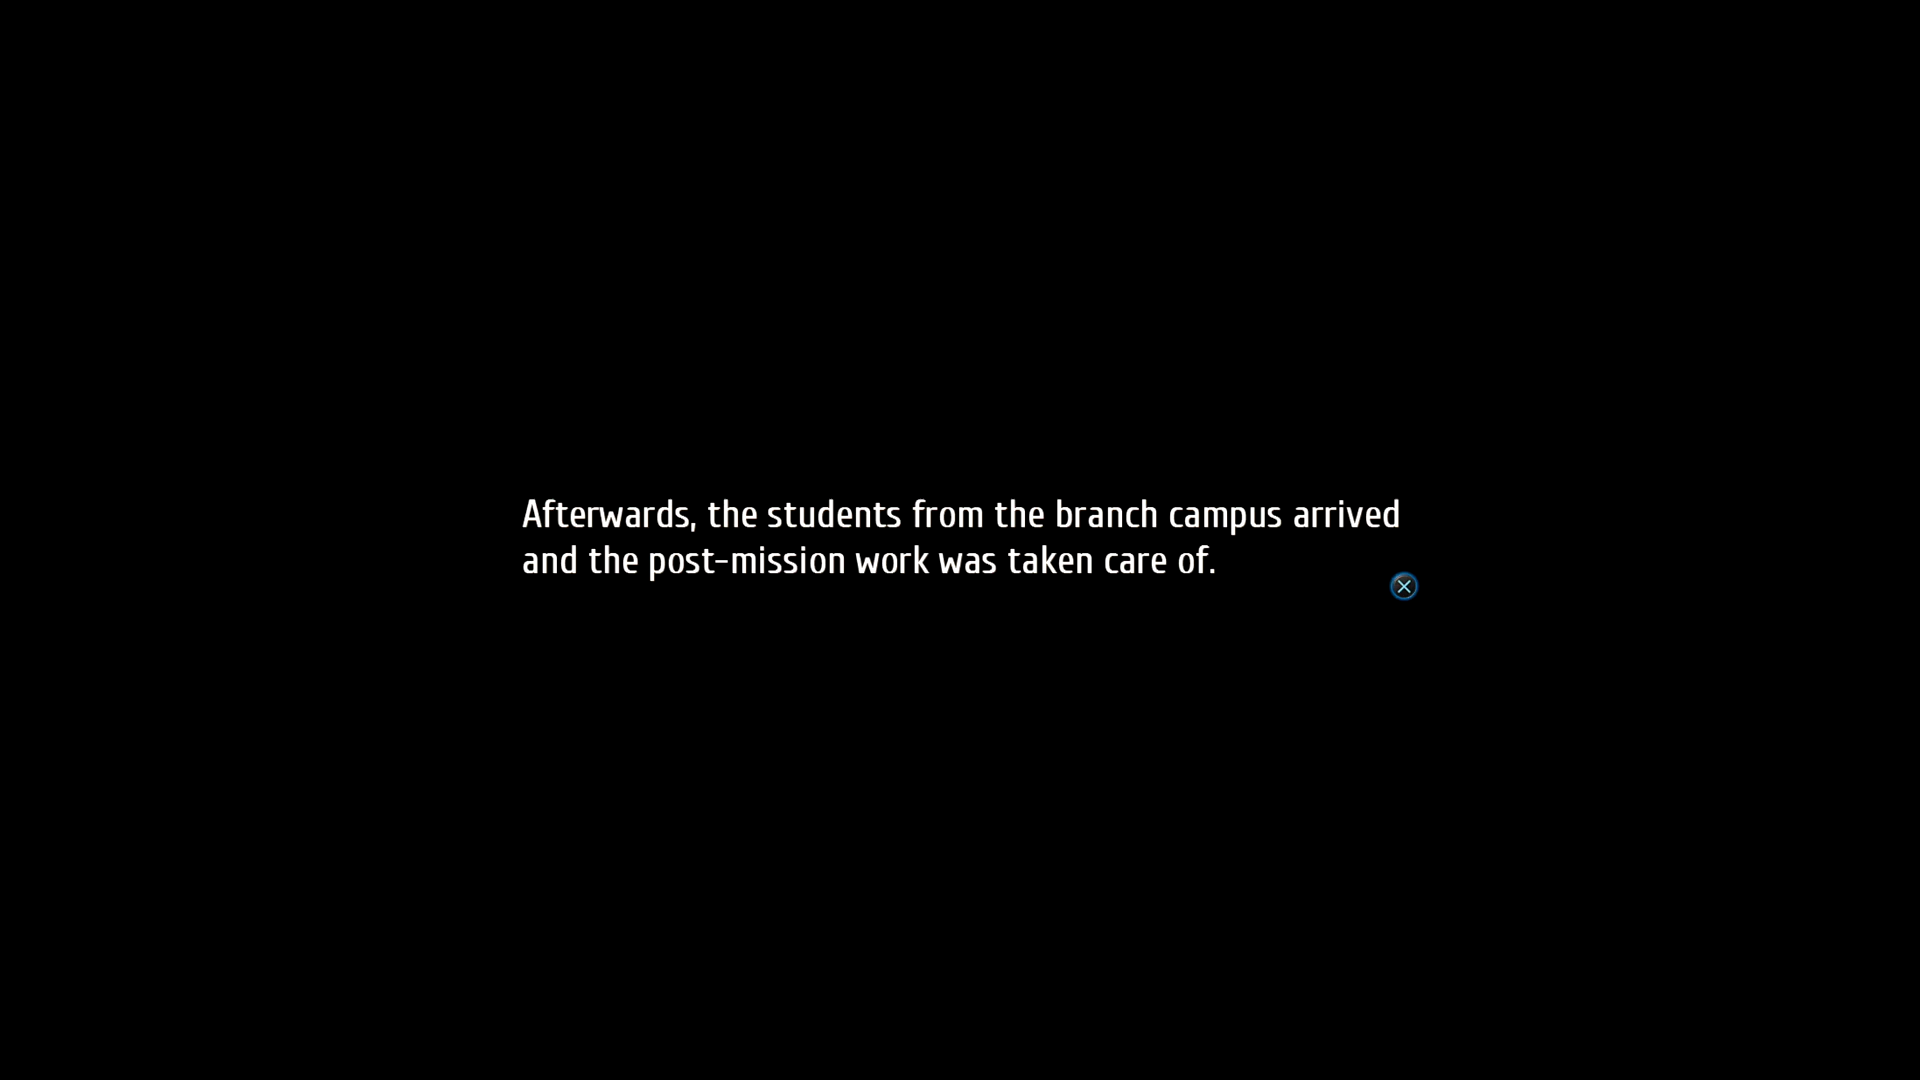 Afterwards, the students from the branch campus arrived
and the post-mission work was taken care of.